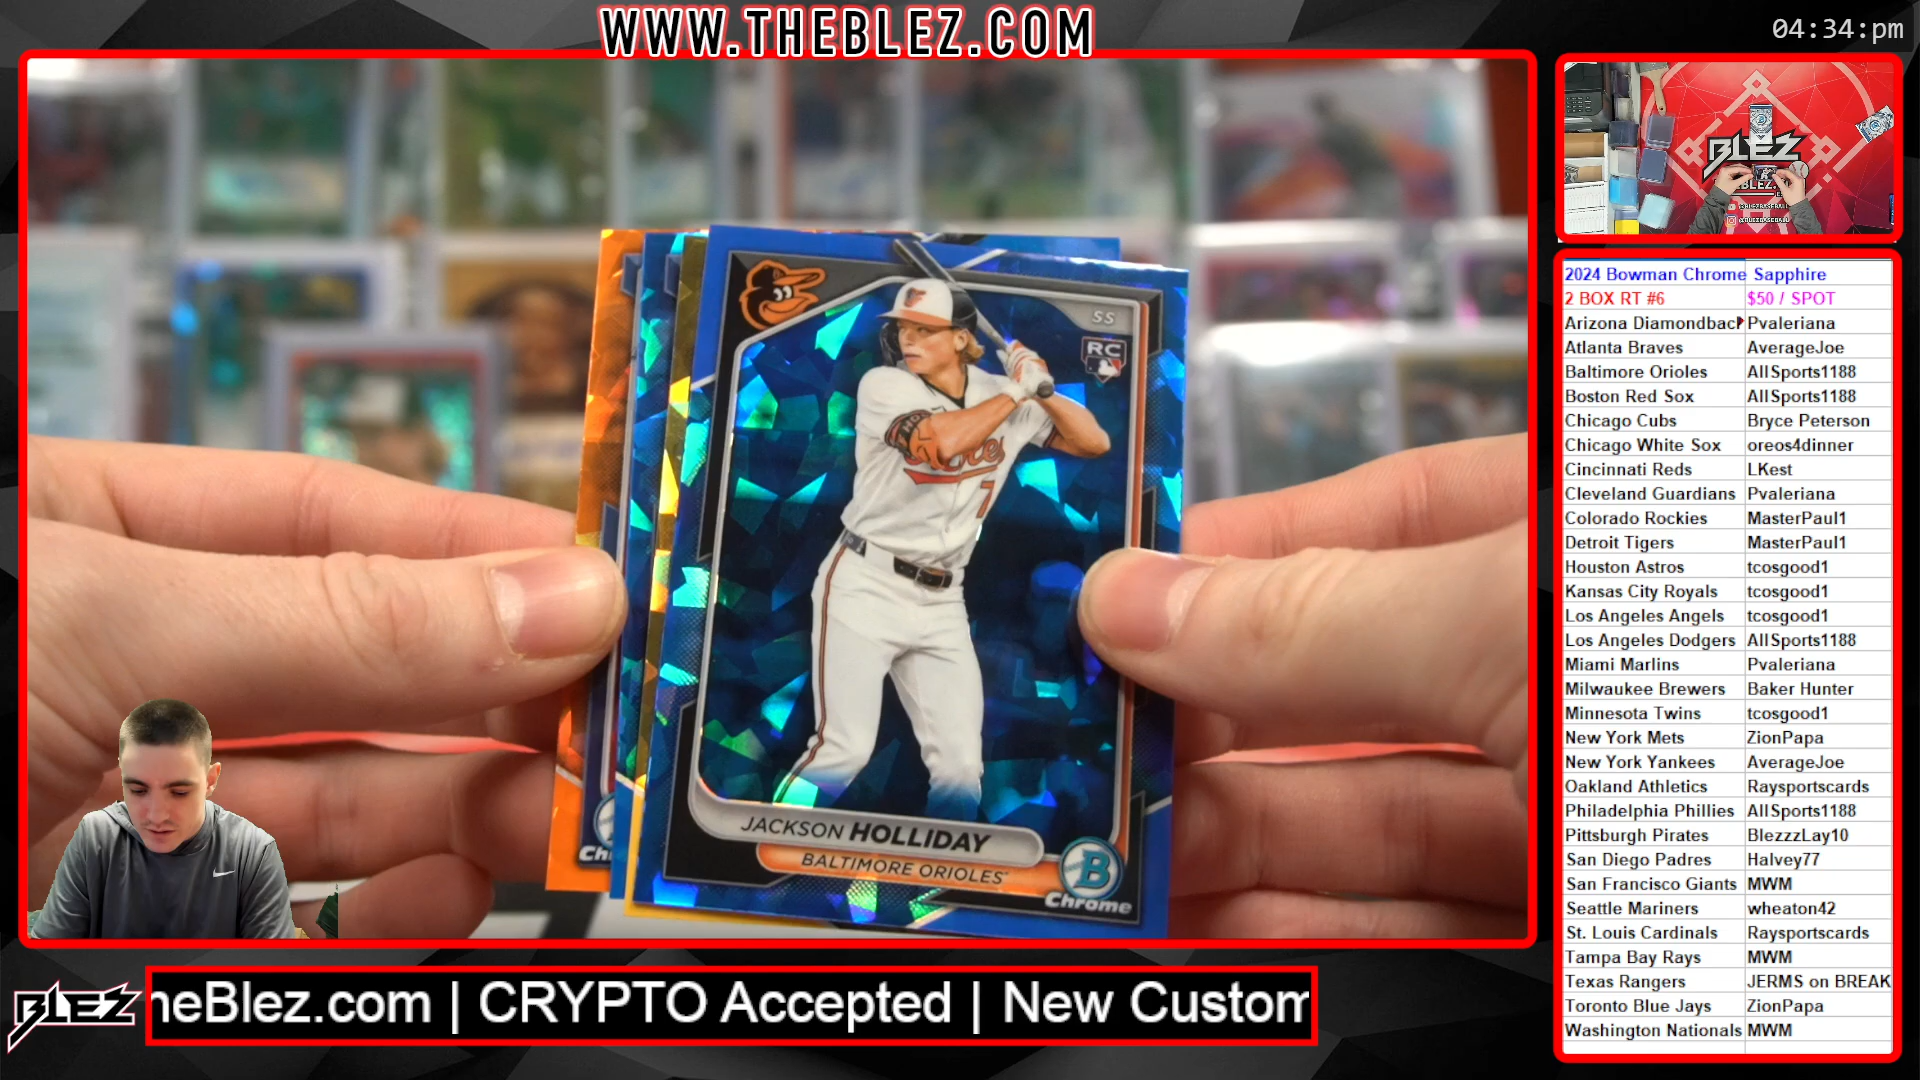 WWW.THEBLEZ.COM
04:34:pm
SS
RC
7
JACKSON HOLLIDAY
BALTIMORE ORIOLES
B
Chrome
Ch
BLEZ
2024 Bowman Chrome Sapphire
2 BOX RT #6 $50 / SPOT
Arizona Diamondbac Pvaleriana
Atlanta Braves AverageJoe
Baltimore Orioles AllSports1188
Boston Red Sox AllSports1188
Chicago Cubs Bryce Peterson
Chicago White Sox oreos4dinner
Cincinnati Reds LKest
Cleveland Guardians Pvaleriana
Colorado Rockies MasterPaul1
Detroit Tigers MasterPaul1
Houston Astros tcosgood1
Kansas City Royals tcosgood1
Los Angeles Angels tcosgood1
Los Angeles Dodgers AllSports1188
Miami Marlins Pvaleriana
Milwaukee Brewers Baker Hunter
Minnesota Twins tcosgood1
New York Mets ZionPapa
New York Yankees AverageJoe
Oakland Athletics Raysportscards
Philadelphia Phillies AllSports1188
Pittsburgh Pirates BlezzzLay10
San Diego Padres Halvey77
San Francisco Giants MWM
Seattle Mariners wheaton42
St. Louis Cardinals Raysportscards
Tampa Bay Rays MWM
Texas Rangers JERMS on BREAK
Toronto Blue Jays ZionPapa
Washington Nationals MWM
BLEZ
heBlez.com | CRYPTO Accepted | New Custom